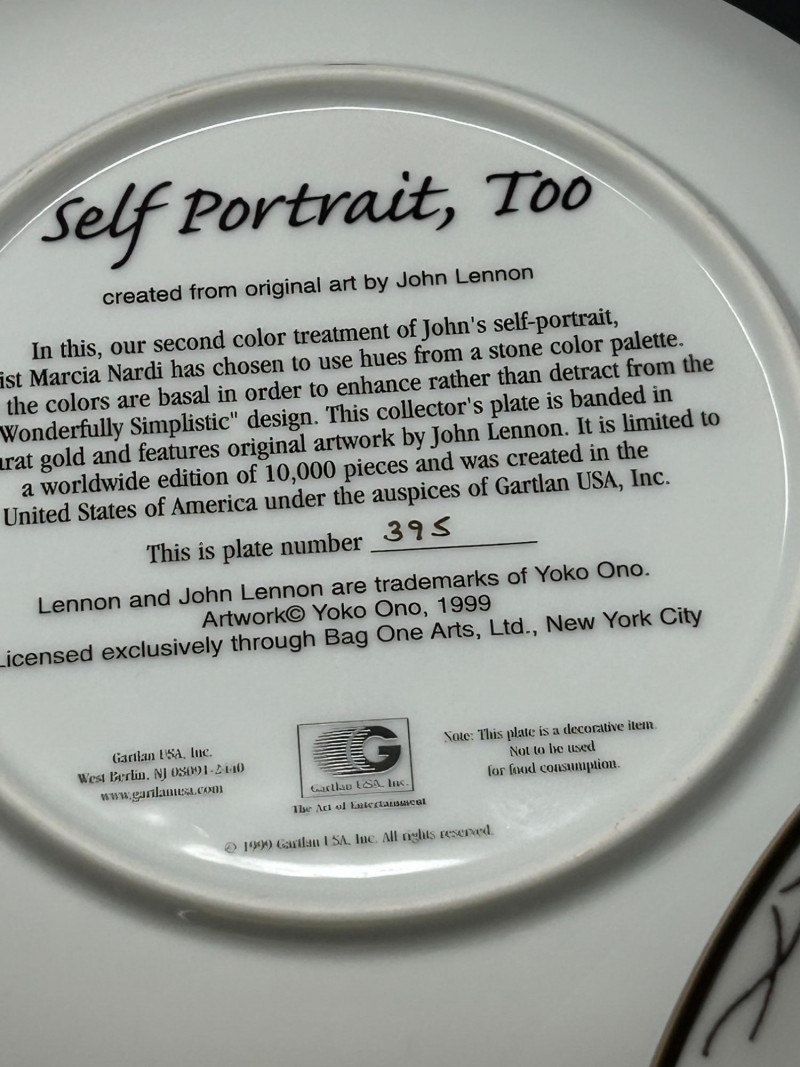 Self Portrait, Too
created from original art by John Lennon
In this, our second color treatment of John's self-portrait,
ist Marcia Nardi has chosen to use hues from a stone color palette.
the colors are basal in order to enhance rather than detract from the
Wonderfully Simplistic" design. This collector's plate is banded in
arat gold and features original artwork by John Lennon. It is limited to
a worldwide edition of 10,000 pieces and was created in the
United States of America under the auspices of Gartlan USA, Inc.
This is plate number 395
Lennon and John Lennon are trademarks of Yoko Ono.
Artwork© Yoko Ono, 1999
Licensed exclusively through Bag One Arts, Ltd., New York City
Gartlan USA, Inc.
West Berlin, NJ 08091-2440
www.gartlanusa.com
G
Gartlan USA, Inc.
The Art of Entertainment
Note: This plate is a decorative item.
Not to be used
for food consumption.
© 1999 Gartlan USA, Inc. All rights reserved.